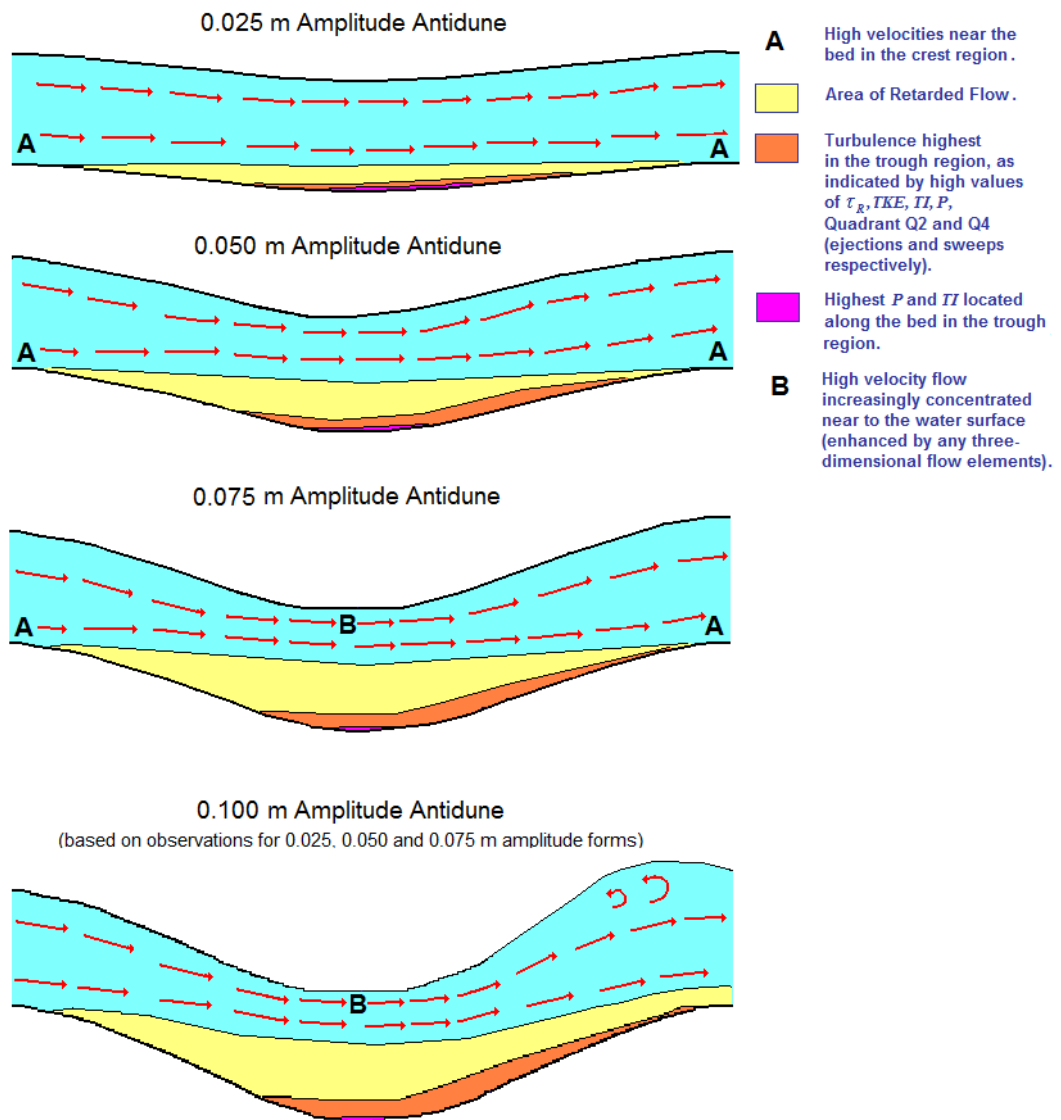 0.025 m Amplitude Antidune
A
A
A
High velocities near the
bed in the crest region.
Area of Retarded Flow.
Turbulence highest
in the trough region, as
indicated by high values
of τ_R, TKE, TI, P,
Quadrant Q2 and Q4
(ejections and sweeps
respectively).
Highest P and TI located
along the bed in the trough
region.
B
High velocity flow
increasingly concentrated
near to the water surface
(enhanced by any three-
dimensional flow elements).
0.050 m Amplitude Antidune
A
A
0.075 m Amplitude Antidune
A
B
A
0.100 m Amplitude Antidune
(based on observations for 0.025, 0.050 and 0.075 m amplitude forms)
B